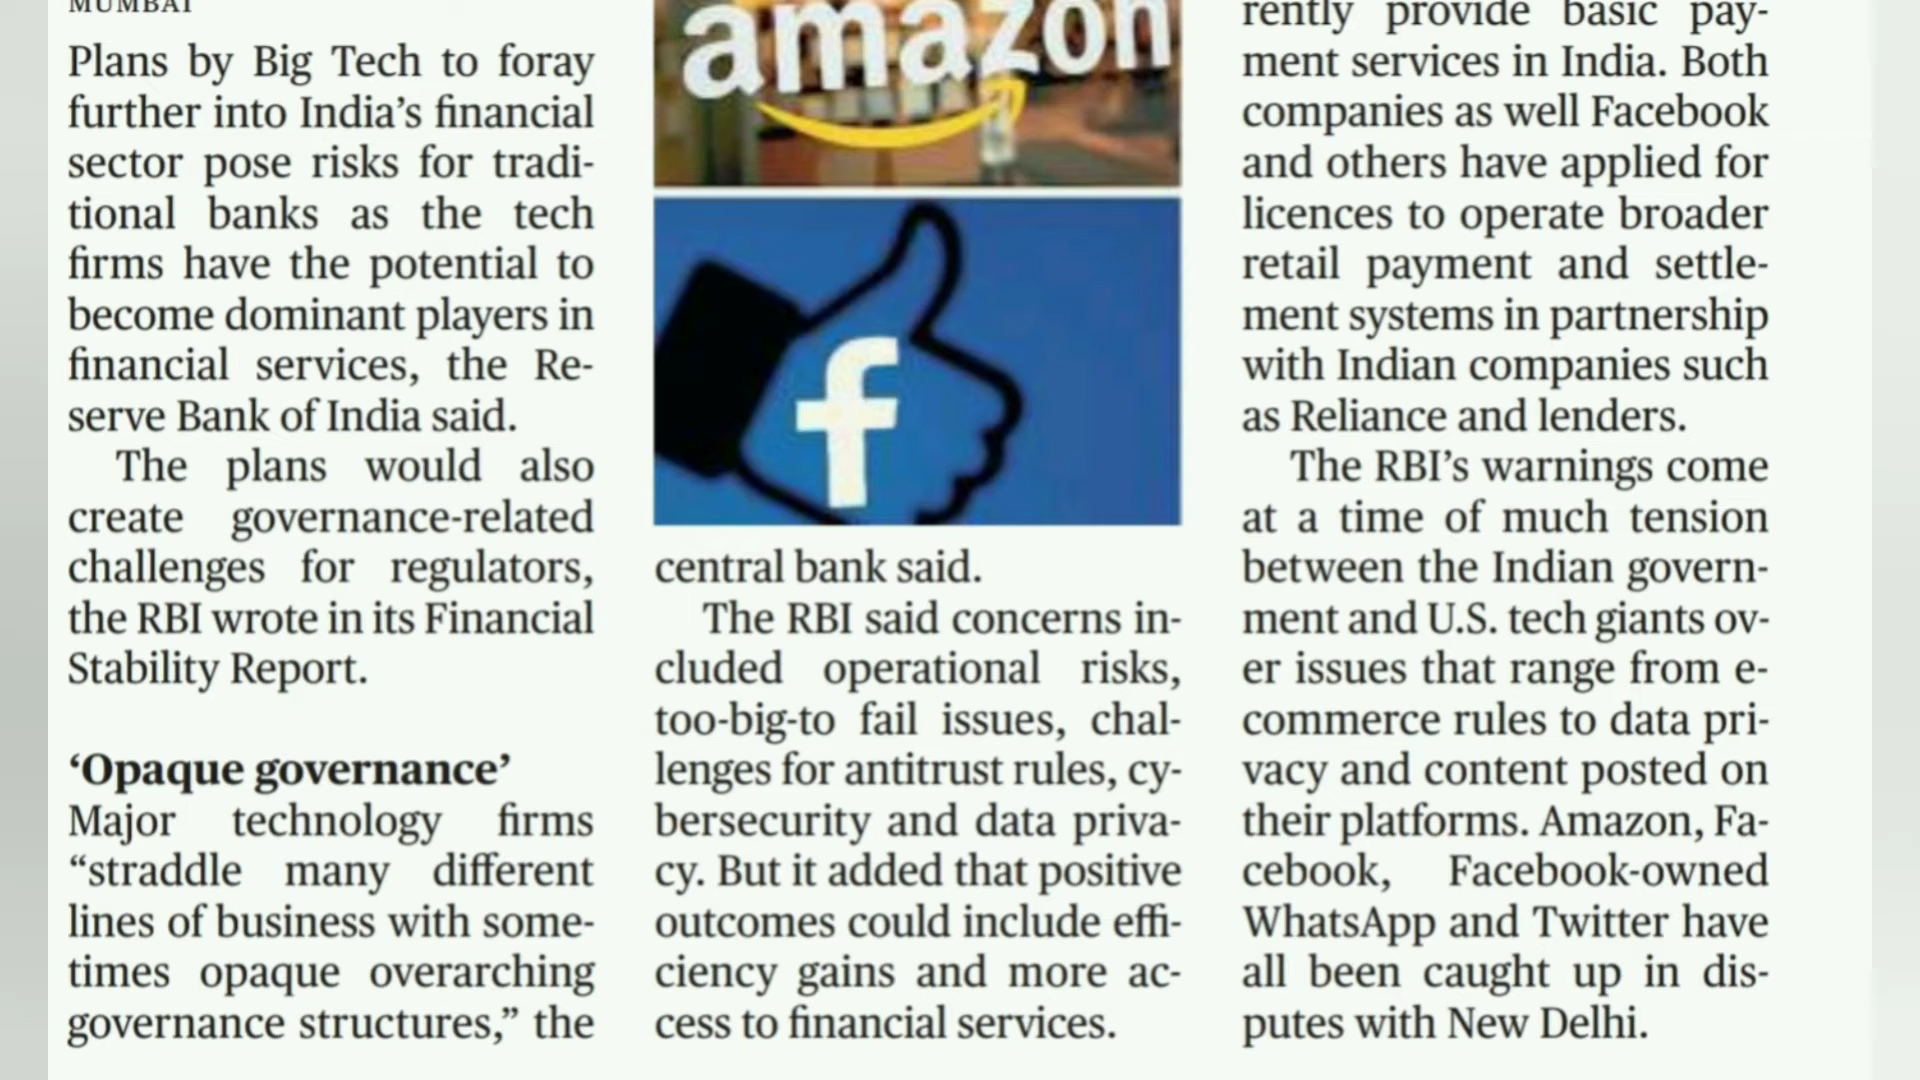 MUMBAI
Plans by Big Tech to foray
further into India’s financial
sector pose risks for tradi-
tional banks as the tech
firms have the potential to
become dominant players in
financial services, the Re-
serve Bank of India said.
The plans would also
create governance-related
challenges for regulators,
the RBI wrote in its Financial
Stability Report.
‘Opaque governance’
Major technology firms
“straddle many different
lines of business with some-
times opaque overarching
governance structures,” the
amazon
f
central bank said.
The RBI said concerns in-
cluded operational risks,
too-big-to fail issues, chal-
lenges for antitrust rules, cy-
bersecurity and data priva-
cy. But it added that positive
outcomes could include effi-
ciency gains and more ac-
cess to financial services.
rently provide basic pay-
ment services in India. Both
companies as well Facebook
and others have applied for
licences to operate broader
retail payment and settle-
ment systems in partnership
with Indian companies such
as Reliance and lenders.
The RBI’s warnings come
at a time of much tension
between the Indian govern-
ment and U.S. tech giants ov-
er issues that range from e-
commerce rules to data pri-
vacy and content posted on
their platforms. Amazon, Fa-
cebook, Facebook-owned
WhatsApp and Twitter have
all been caught up in dis-
putes with New Delhi.